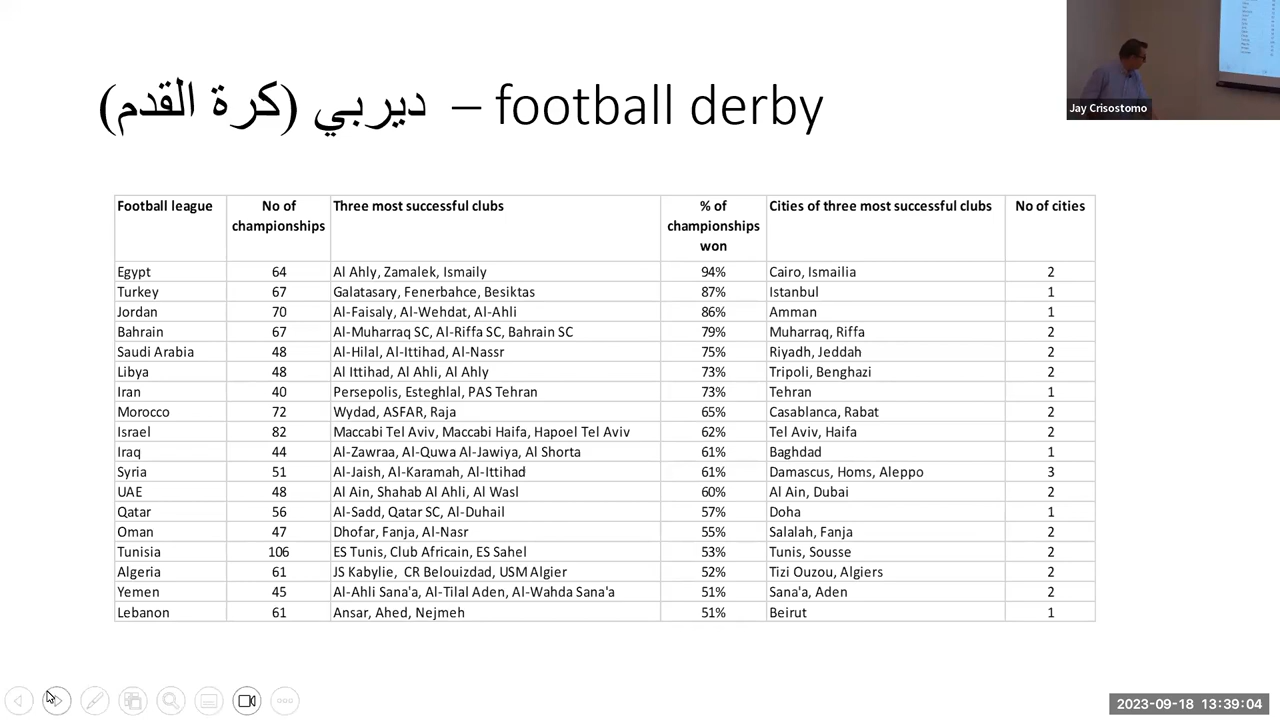 ديربي (كرة القدم) – football derby
Jay Crisostomo
Football league No of championships Three most successful clubs % of championships won Cities of three most successful clubs No of cities
Egypt 64 Al Ahly, Zamalek, Ismaily 94% Cairo, Ismailia 2
Turkey 67 Galatasary, Fenerbahce, Besiktas 87% Istanbul 1
Jordan 70 Al-Faisaly, Al-Wehdat, Al-Ahli 86% Amman 1
Bahrain 67 Al-Muharraq SC, Al-Riffa SC, Bahrain SC 79% Muharraq, Riffa 2
Saudi Arabia 48 Al-Hilal, Al-Ittihad, Al-Nassr 75% Riyadh, Jeddah 2
Libya 48 Al Ittihad, Al Ahli, Al Ahly 73% Tripoli, Benghazi 2
Iran 40 Persepolis, Esteghlal, PAS Tehran 73% Tehran 1
Morocco 72 Wydad, ASFAR, Raja 65% Casablanca, Rabat 2
Israel 82 Maccabi Tel Aviv, Maccabi Haifa, Hapoel Tel Aviv 62% Tel Aviv, Haifa 2
Iraq 44 Al-Zawraa, Al-Quwa Al-Jawiya, Al Shorta 61% Baghdad 1
Syria 51 Al-Jaish, Al-Karamah, Al-Ittihad 61% Damascus, Homs, Aleppo 3
UAE 48 Al Ain, Shahab Al Ahli, Al Wasl 60% Al Ain, Dubai 2
Qatar 56 Al-Sadd, Qatar SC, Al-Duhail 57% Doha 1
Oman 47 Dhofar, Fanja, Al-Nasr 55% Salalah, Fanja 2
Tunisia 106 ES Tunis, Club Africain, ES Sahel 53% Tunis, Sousse 2
Algeria 61 JS Kabylie, CR Belouizdad, USM Algier 52% Tizi Ouzou, Algiers 2
Yemen 45 Al-Ahli Sana'a, Al-Tilal Aden, Al-Wahda Sana'a 51% Sana'a, Aden 2
Lebanon 61 Ansar, Ahed, Nejmeh 51% Beirut 1
2023-09-18 13:39:04